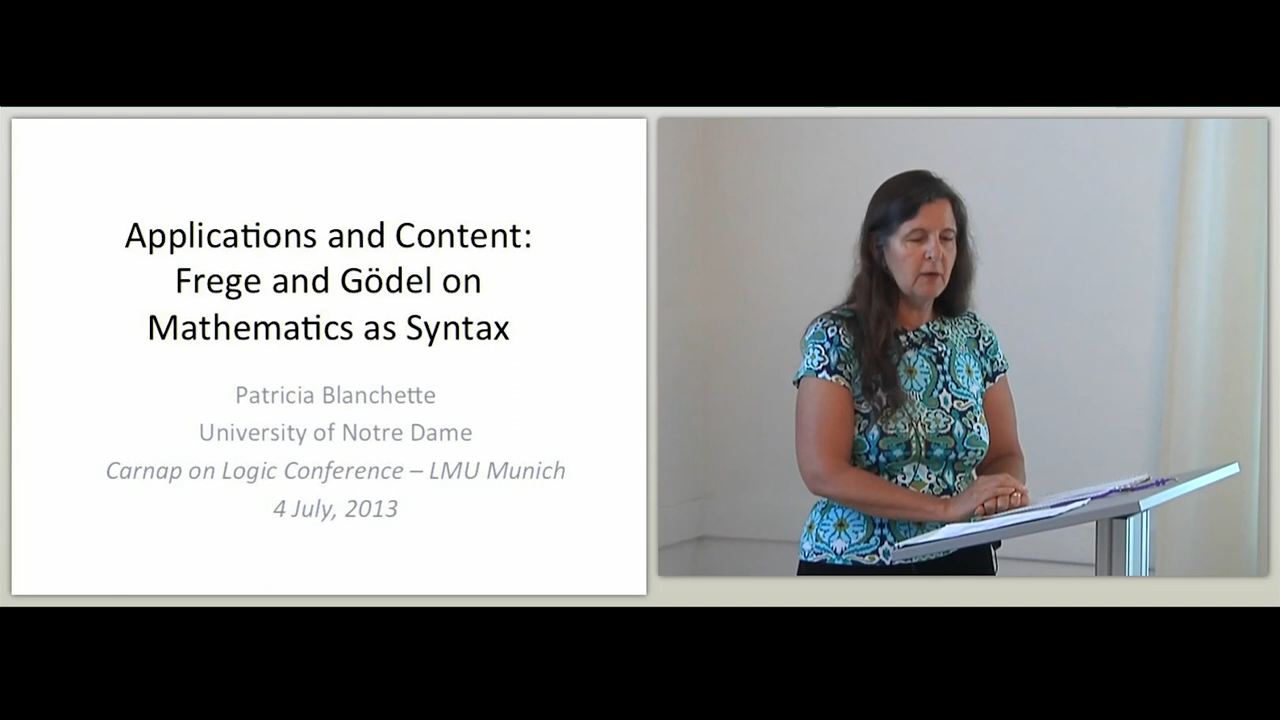 Applications and Content:
Frege and Gödel on
Mathematics as Syntax
Patricia Blanchette
University of Notre Dame
Carnap on Logic Conference – LMU Munich
4 July, 2013